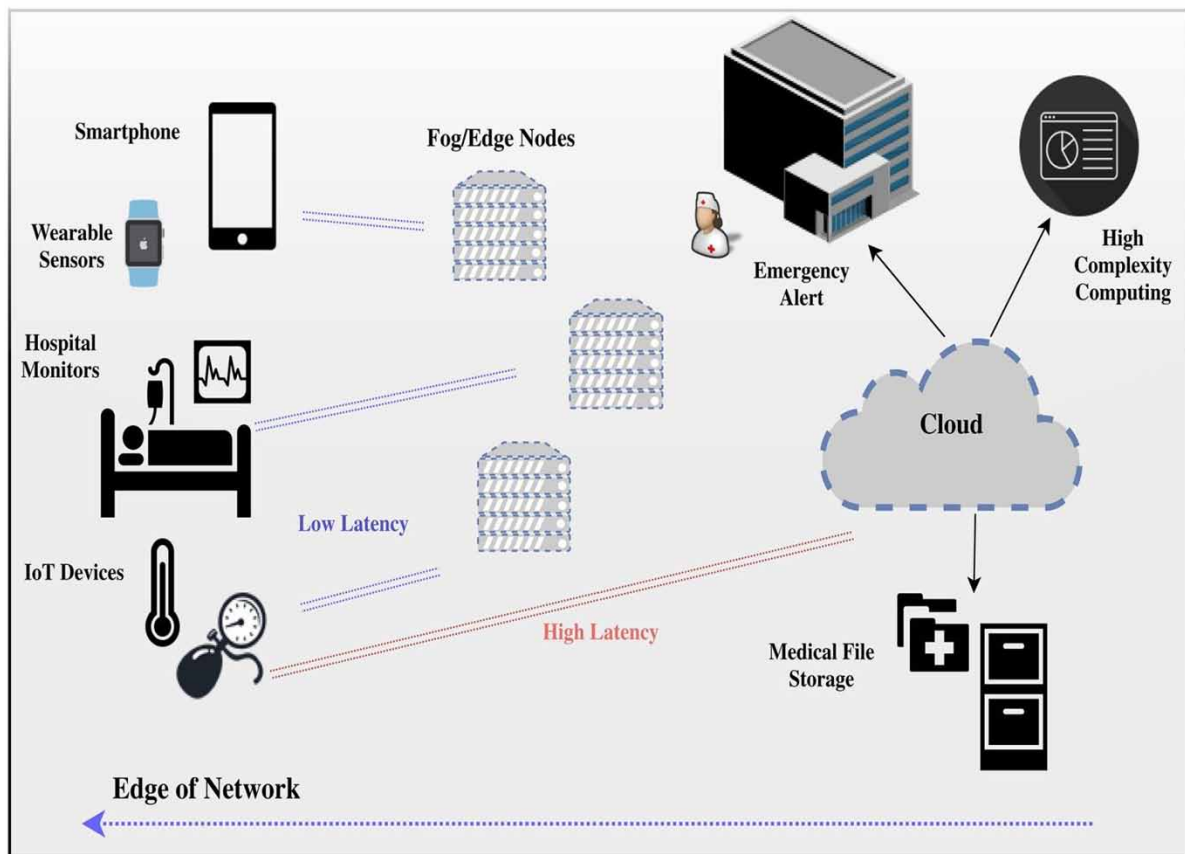 Smartphone
Fog/Edge Nodes
Wearable
Sensors
Emergency
Alert
High
Complexity
Computing
Hospital
Monitors
Cloud
Low Latency
IoT Devices
High Latency
Medical File
Storage
Edge of Network